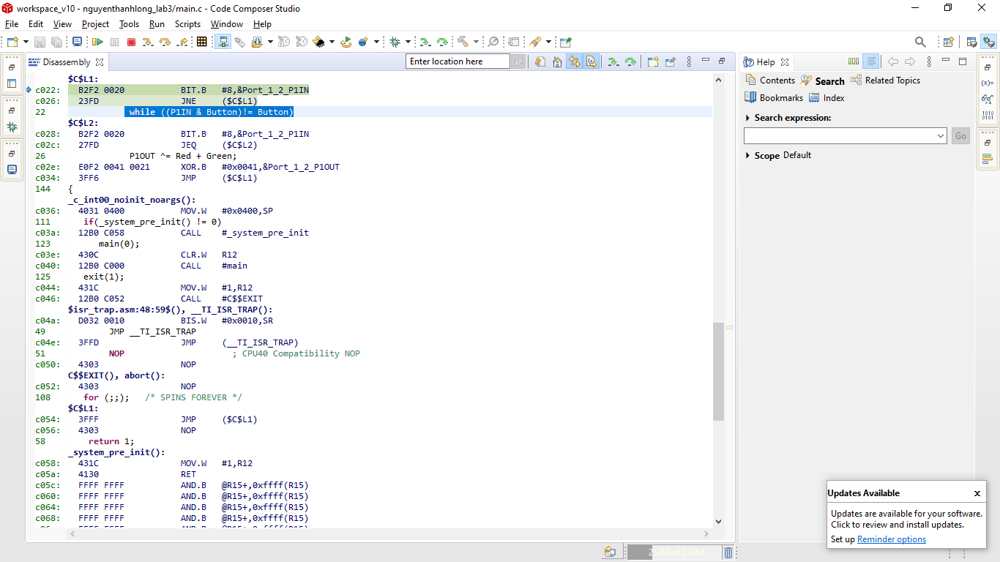 workspace_v10 - nguyenthanhlong_lab3/main.c - Code Composer Studio
File Edit View Project Tools Run Scripts Window Help
Disassembly
Enter location here
$C$L1:
c022: B2F2 0020 BIT.B #8,&Port_1_2_P1IN
c026: 23FD JNE ($C$L1)
22 while ((P1IN & Button)!= Button)
$C$L2:
c028: B2F2 0020 BIT.B #8,&Port_1_2_P1IN
c02c: 27FD JEQ ($C$L2)
26 P1OUT ^= Red + Green;
c02e: E0F2 0041 0021 XOR.B #0x0041,&Port_1_2_P1OUT
c034: 3FF6 JMP ($C$L1)
144 {
_c_int00_noinit_noargs():
c036: 4031 0400 MOV.W #0x0400,SP
111 if(_system_pre_init() != 0)
c03a: 12B0 C058 CALL #_system_pre_init
123 main(0);
c03e: 430C CLR.W R12
c040: 12B0 C000 CALL #main
125 exit(1);
c044: 431C MOV.W #1,R12
c046: 12B0 C052 CALL #C$$EXIT
$isr_trap.asm:48:59$(), __TI_ISR_TRAP():
c04a: D032 0010 BIS.W #0x0010,SR
49 JMP __TI_ISR_TRAP
c04e: 3FFD JMP (__TI_ISR_TRAP)
51 NOP ; CPU40 Compatibility NOP
c050: 4303 NOP
C$$EXIT(), abort():
c052: 4303 NOP
108 for (;;); /* SPINS FOREVER */
$C$L1:
c054: 3FFF JMP ($C$L1)
c056: 4303 NOP
58 return 1;
_system_pre_init():
c058: 431C MOV.W #1,R12
c05a: 4130 RET
c05c: FFFF FFFF AND.B @R15+,0xffff(R15)
c060: FFFF FFFF AND.B @R15+,0xffff(R15)
c064: FFFF FFFF AND.B @R15+,0xffff(R15)
c068: FFFF FFFF AND.B @R15+,0xffff(R15)
Help
Contents Search Related Topics
Bookmarks Index
Search expression:
Go
Scope Default
(x)=
1010
0101
Updates Available x
Updates are available for your software.
Click to review and install updates.
Set up Reminder options